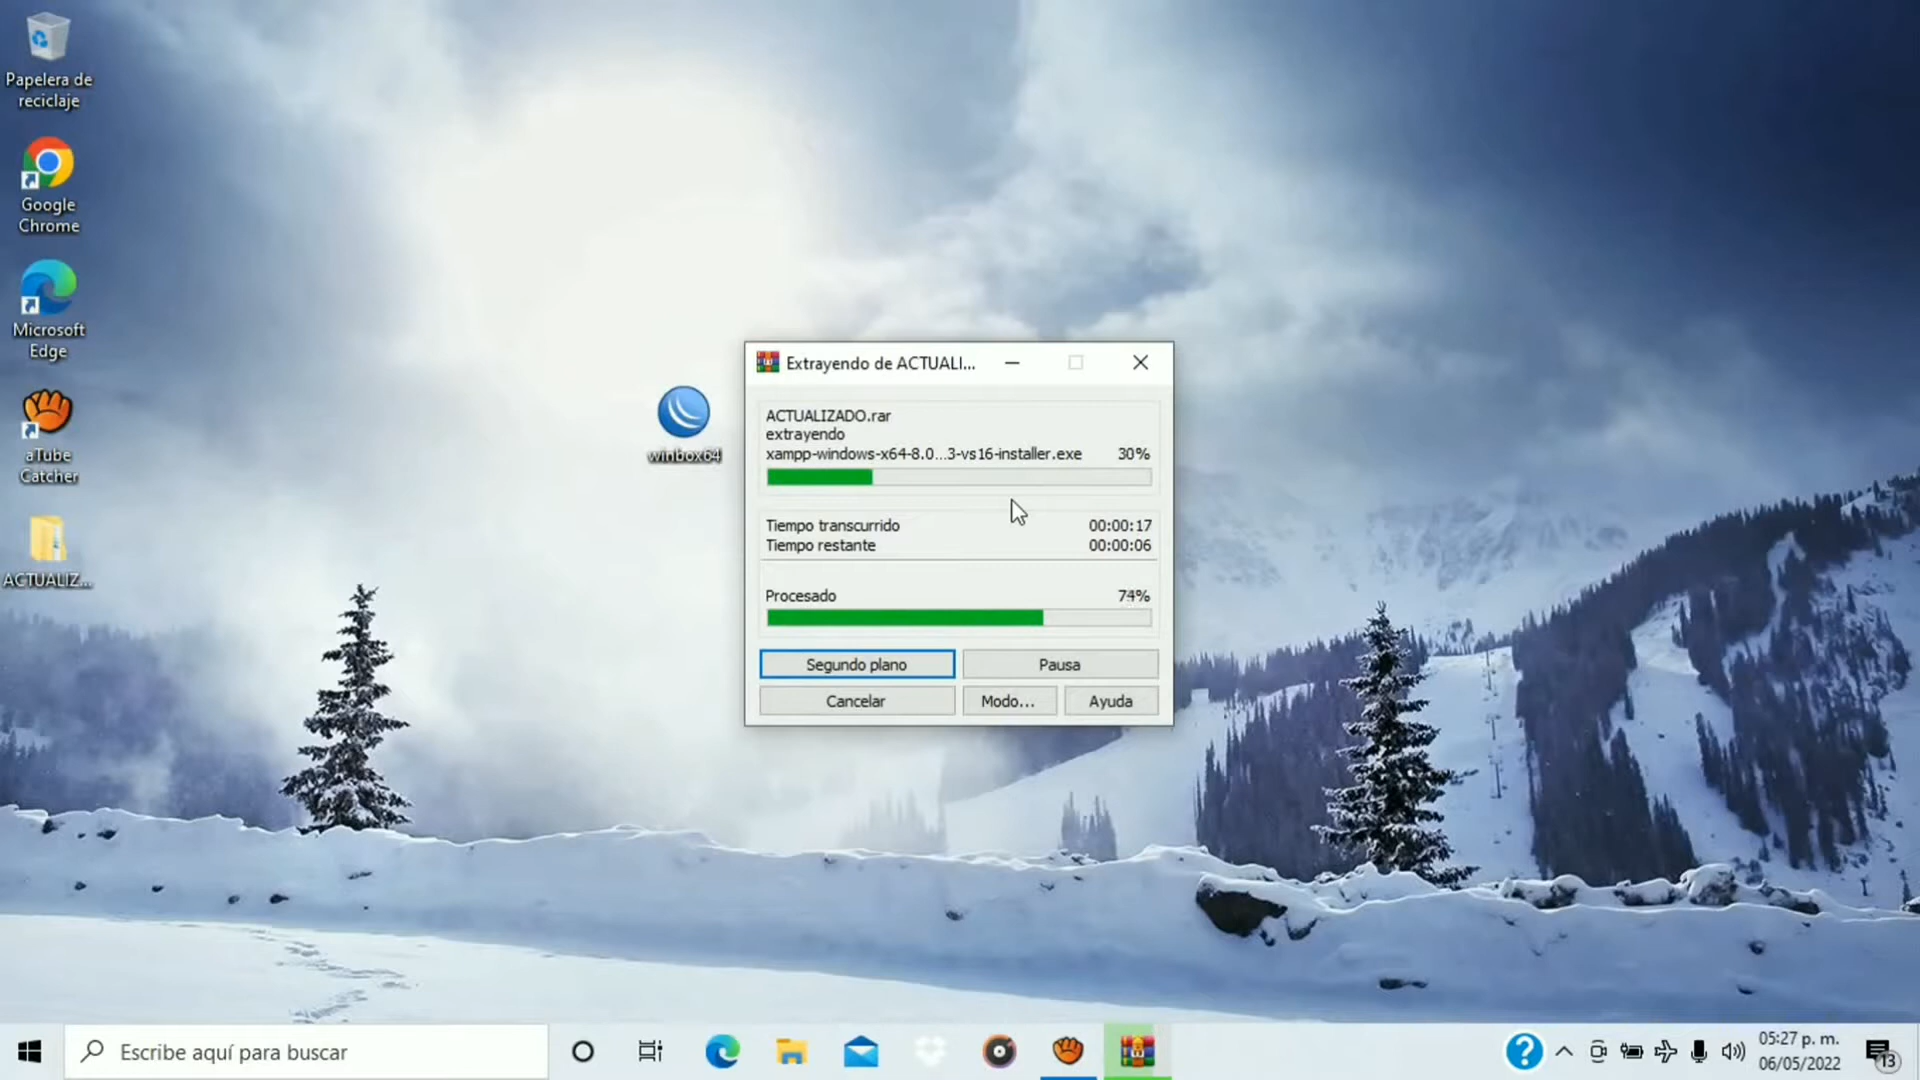 Papelera de
reciclaje
Google
Chrome
Microsoft
Edge
aTube
Catcher
ACTUALIZ...
winbox64
Extrayendo de ACTUALI...
ACTUALIZADO.rar
extrayendo
xampp-windows-x64-8.0...3-vs16-installer.exe 30%
Tiempo transcurrido 00:00:17
Tiempo restante 00:00:06
Procesado 74%
Segundo plano Pausa
Cancelar Modo... Ayuda
Escribe aquí para buscar
05:27 p. m.
06/05/2022
13